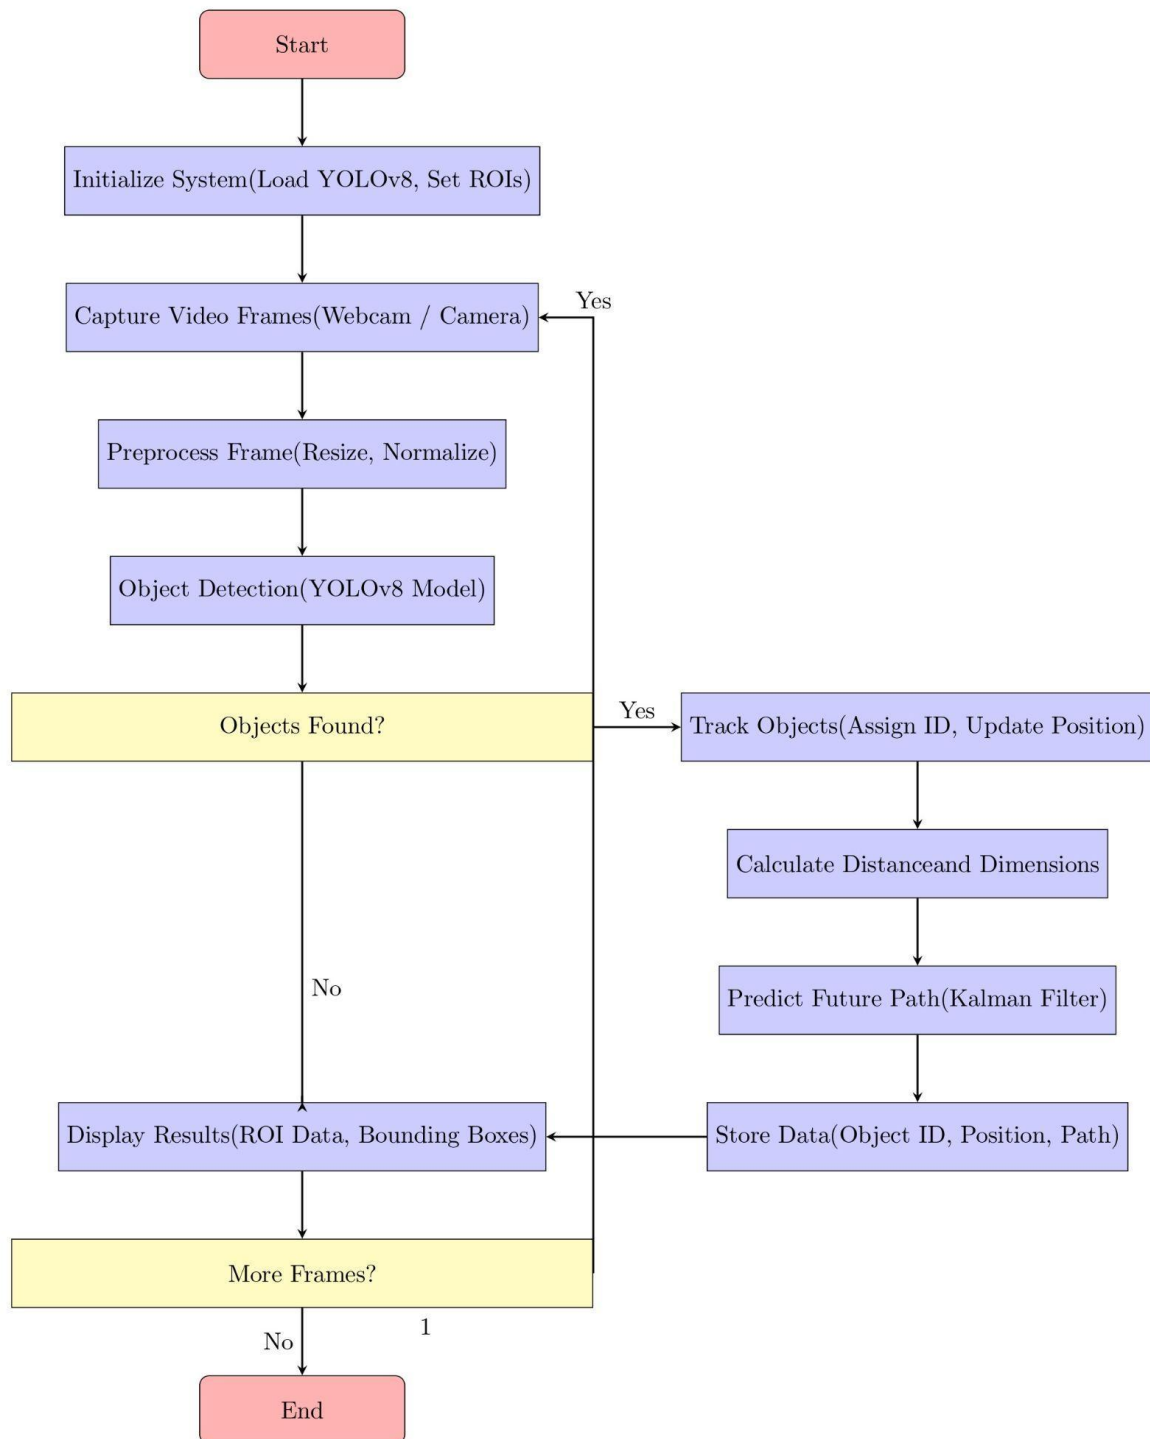 Start
Initialize System(Load YOLOv8, Set ROIs)
Capture Video Frames(Webcam / Camera)
Yes
Preprocess Frame(Resize, Normalize)
Object Detection(YOLOv8 Model)
Objects Found?
Yes
Track Objects(Assign ID, Update Position)
Calculate Distanceand Dimensions
No
Predict Future Path(Kalman Filter)
Display Results(ROI Data, Bounding Boxes)
Store Data(Object ID, Position, Path)
More Frames?
No
1
End